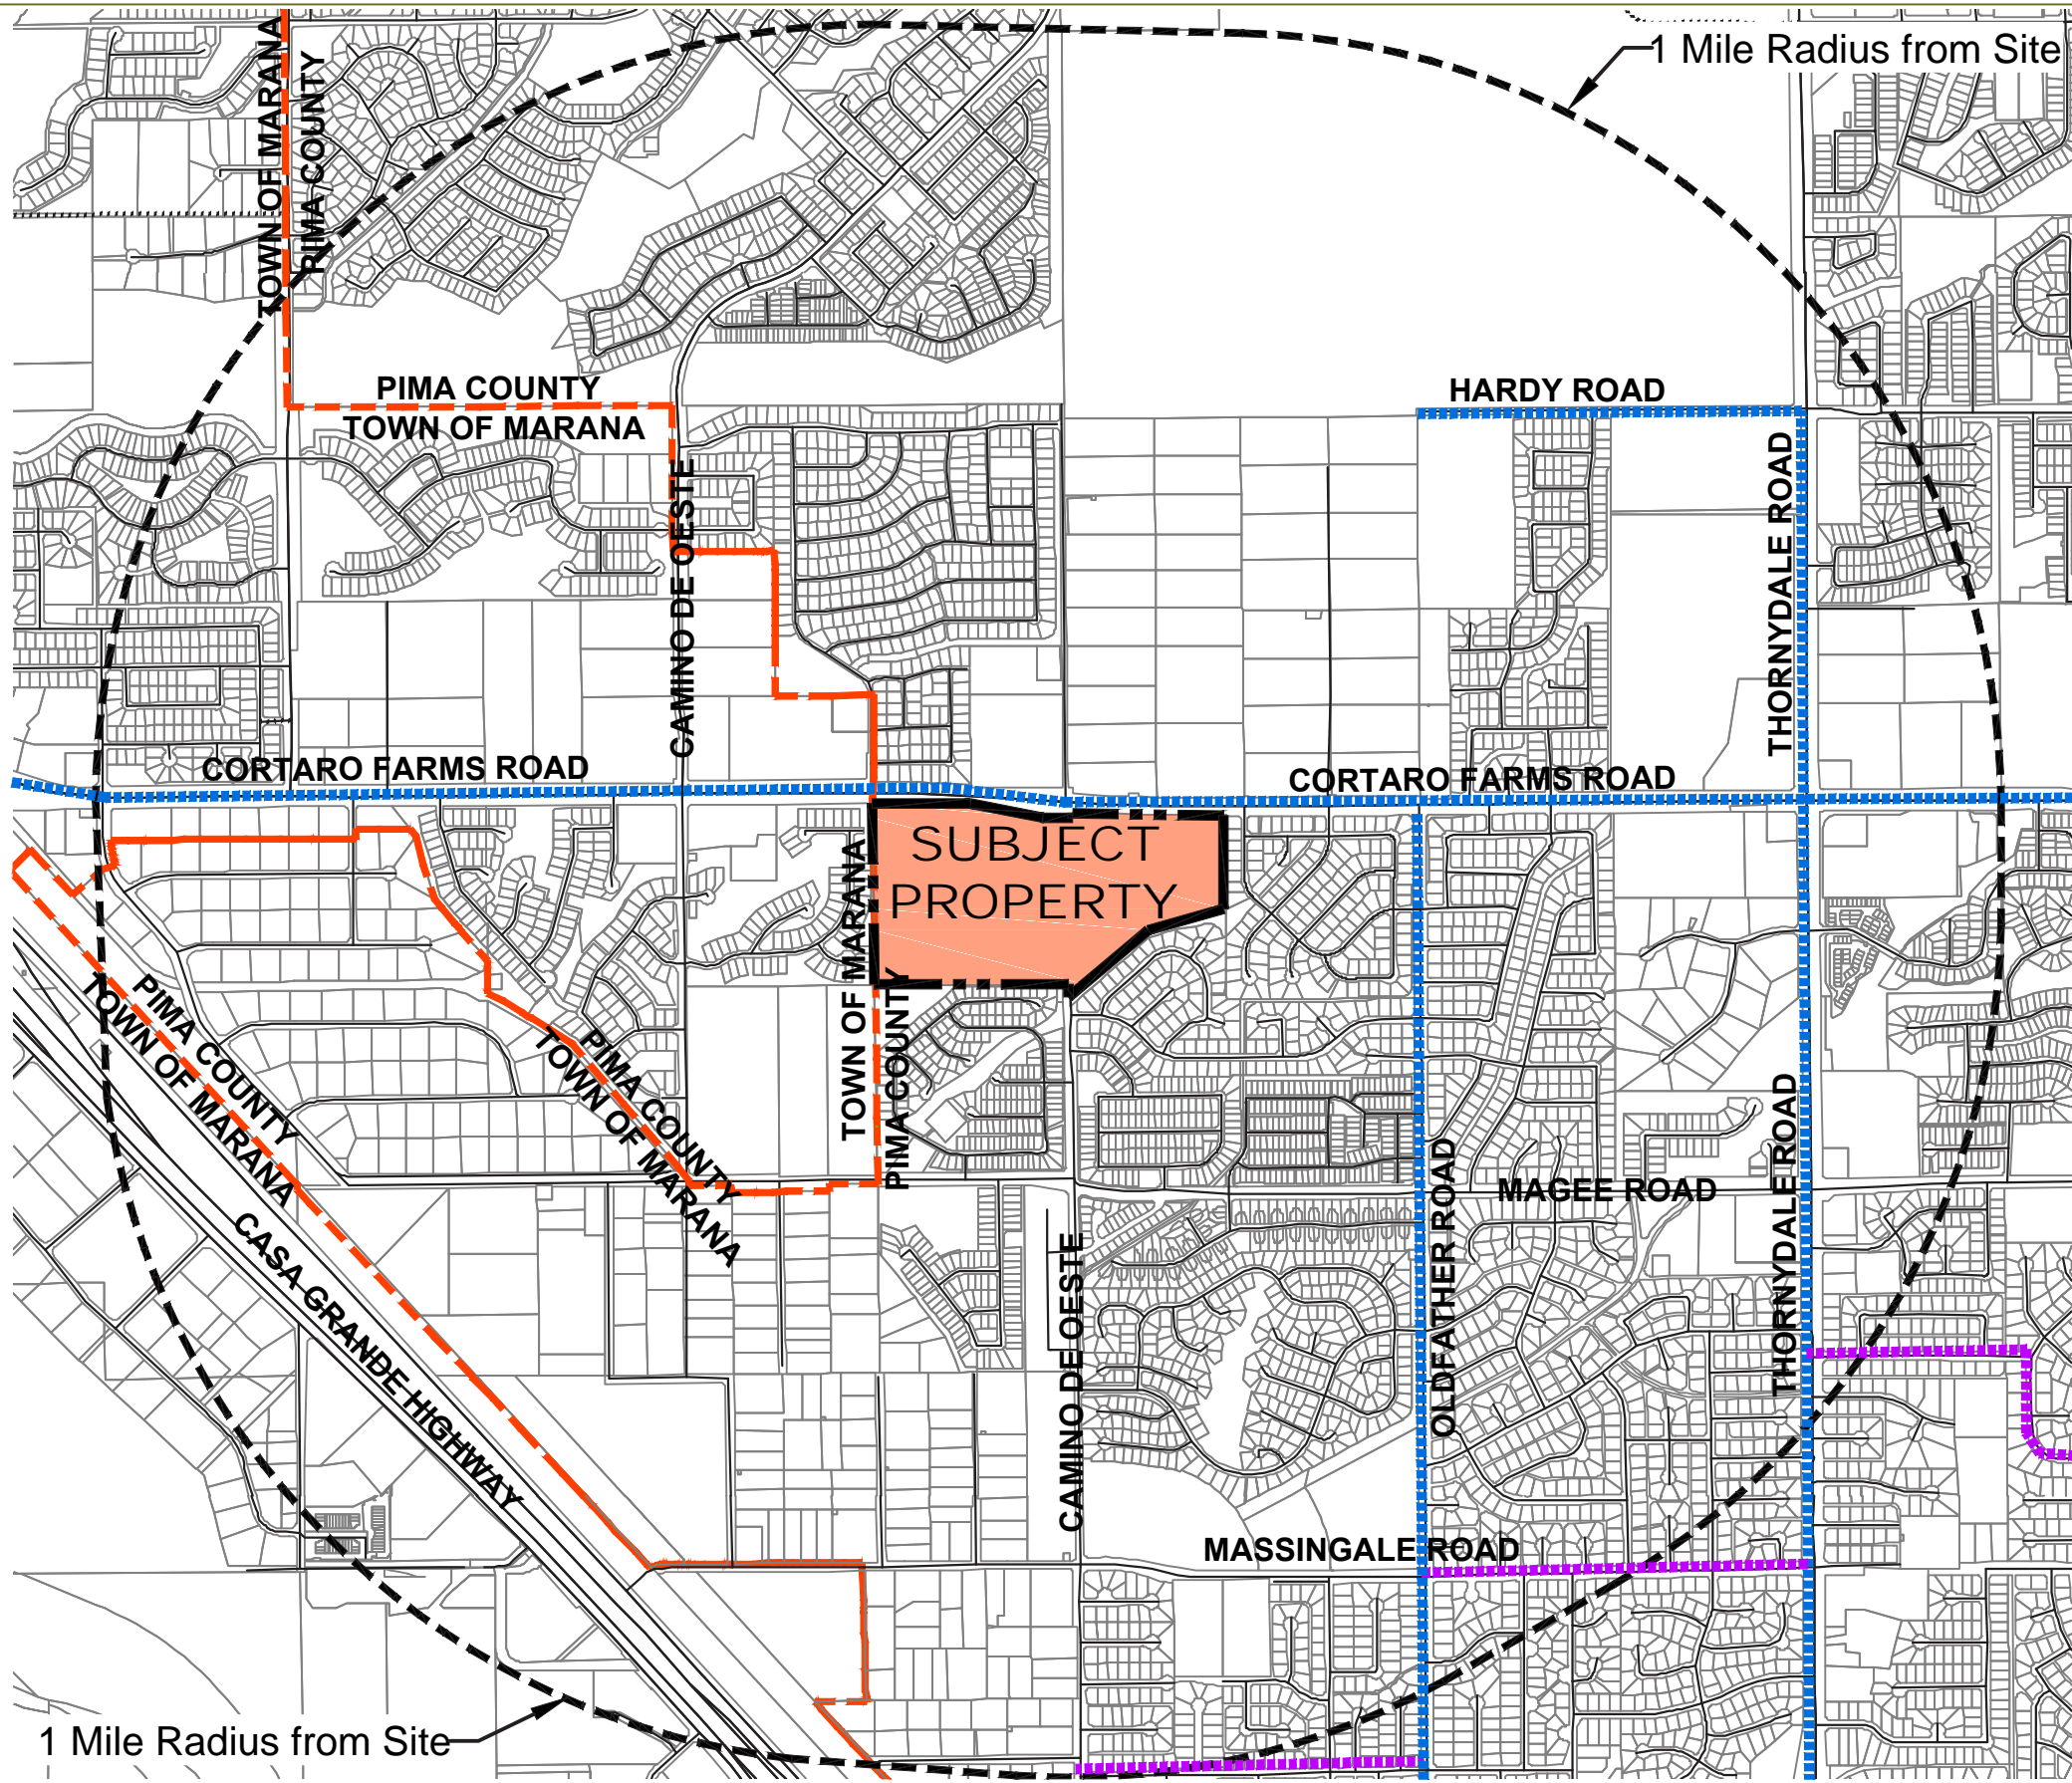 1 Mile Radius from Site
TOWN OF MARANA
PIMA COUNTY
PIMA COUNTY
TOWN OF MARANA
HARDY ROAD
CAMINO DE OESTE
THORNYDALE ROAD
CORTARO FARMS ROAD
CORTARO FARMS ROAD
SUBJECT
PROPERTY
TOWN OF MARANA
PIMA COUNTY
PIMA COUNTY
TOWN OF MARANA
PIMA COUNTY
TOWN OF MARANA
CASA GRANDE HIGHWAY
CAMINO DE OESTE
OLDFATHER ROAD
MAGEE ROAD
THORNYDALE ROAD
MASSINGALE ROAD
1 Mile Radius from Site